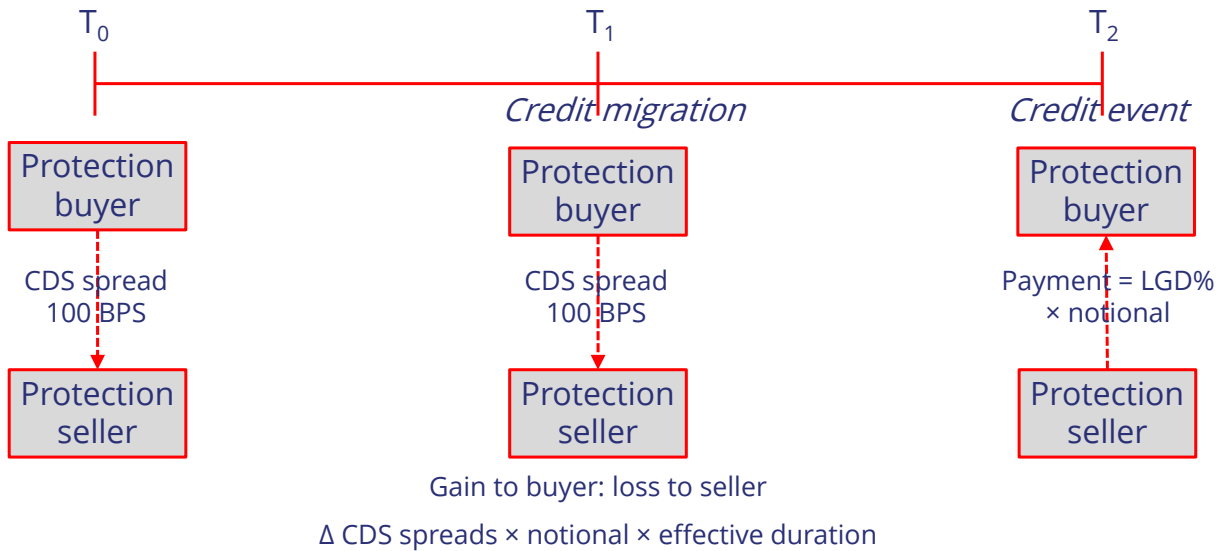 T₀
T₁
T₂
Credit migration
Credit event
Protection
buyer
Protection
buyer
Protection
buyer
CDS spread
100 BPS
CDS spread
100 BPS
Payment = LGD%
× notional
Protection
seller
Protection
seller
Protection
seller
Gain to buyer: loss to seller
Δ CDS spreads × notional × effective duration